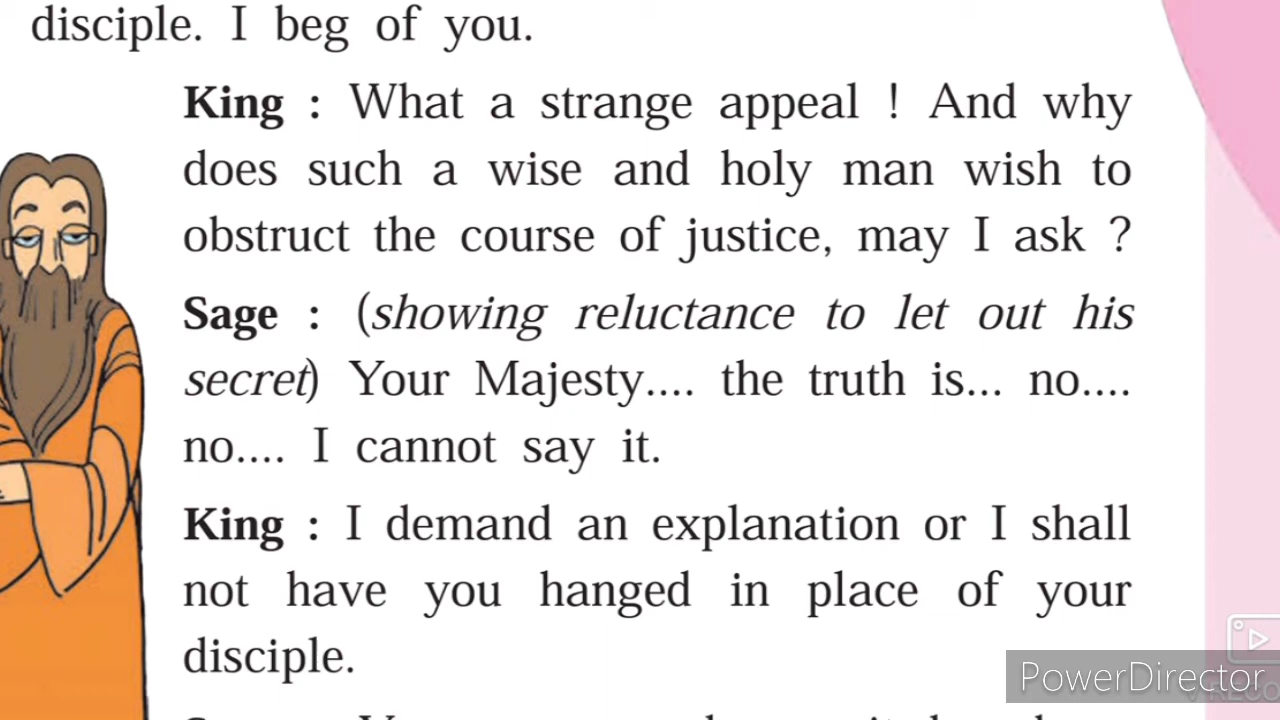 disciple. I beg of you.
King : What a strange appeal ! And why
does such a wise and holy man wish to
obstruct the course of justice, may I ask ?
Sage : (showing reluctance to let out his
secret) Your Majesty.... the truth is... no....
no.... I cannot say it.
King : I demand an explanation or I shall
not have you hanged in place of your
disciple.
PowerDirector